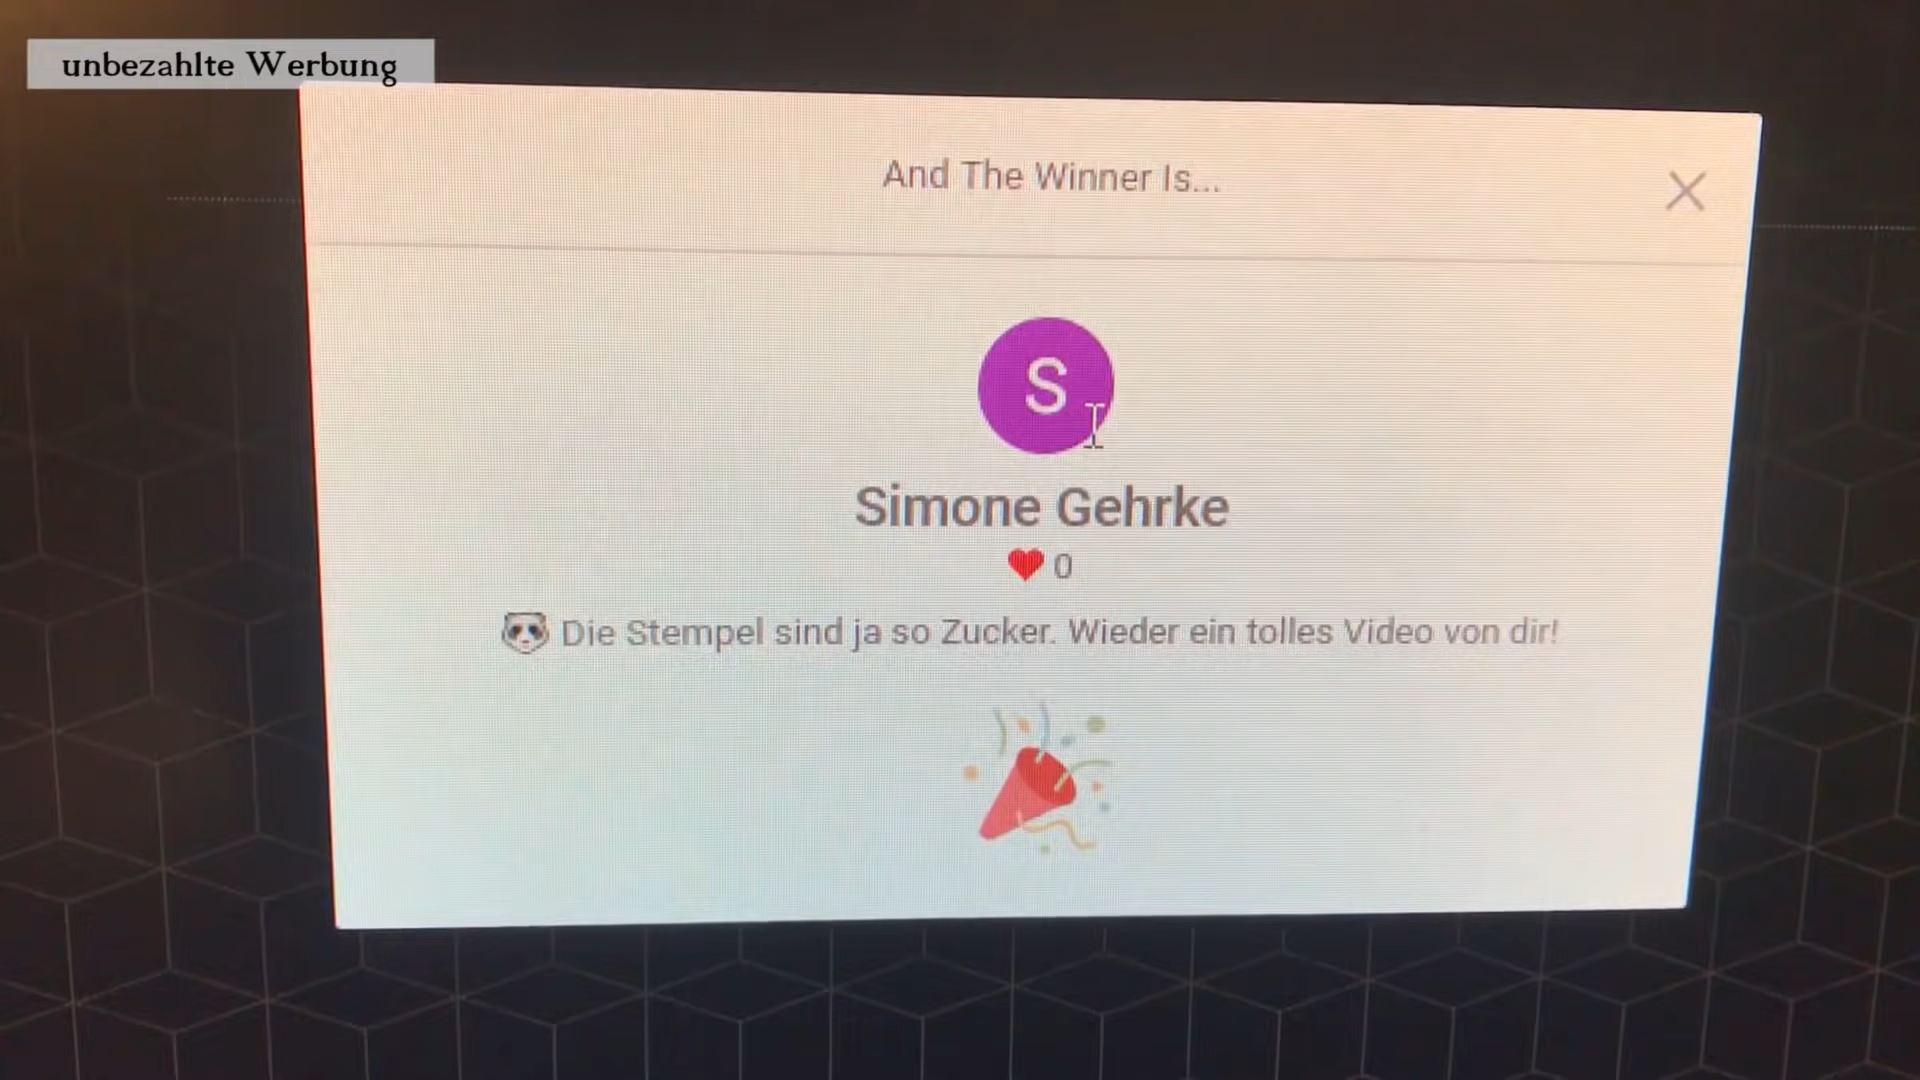 unbezahlte Werbung
And The Winner Is...
S
Simone Gehrke
0
Die Stempel sind ja so Zucker. Wieder ein tolles Video von dir!